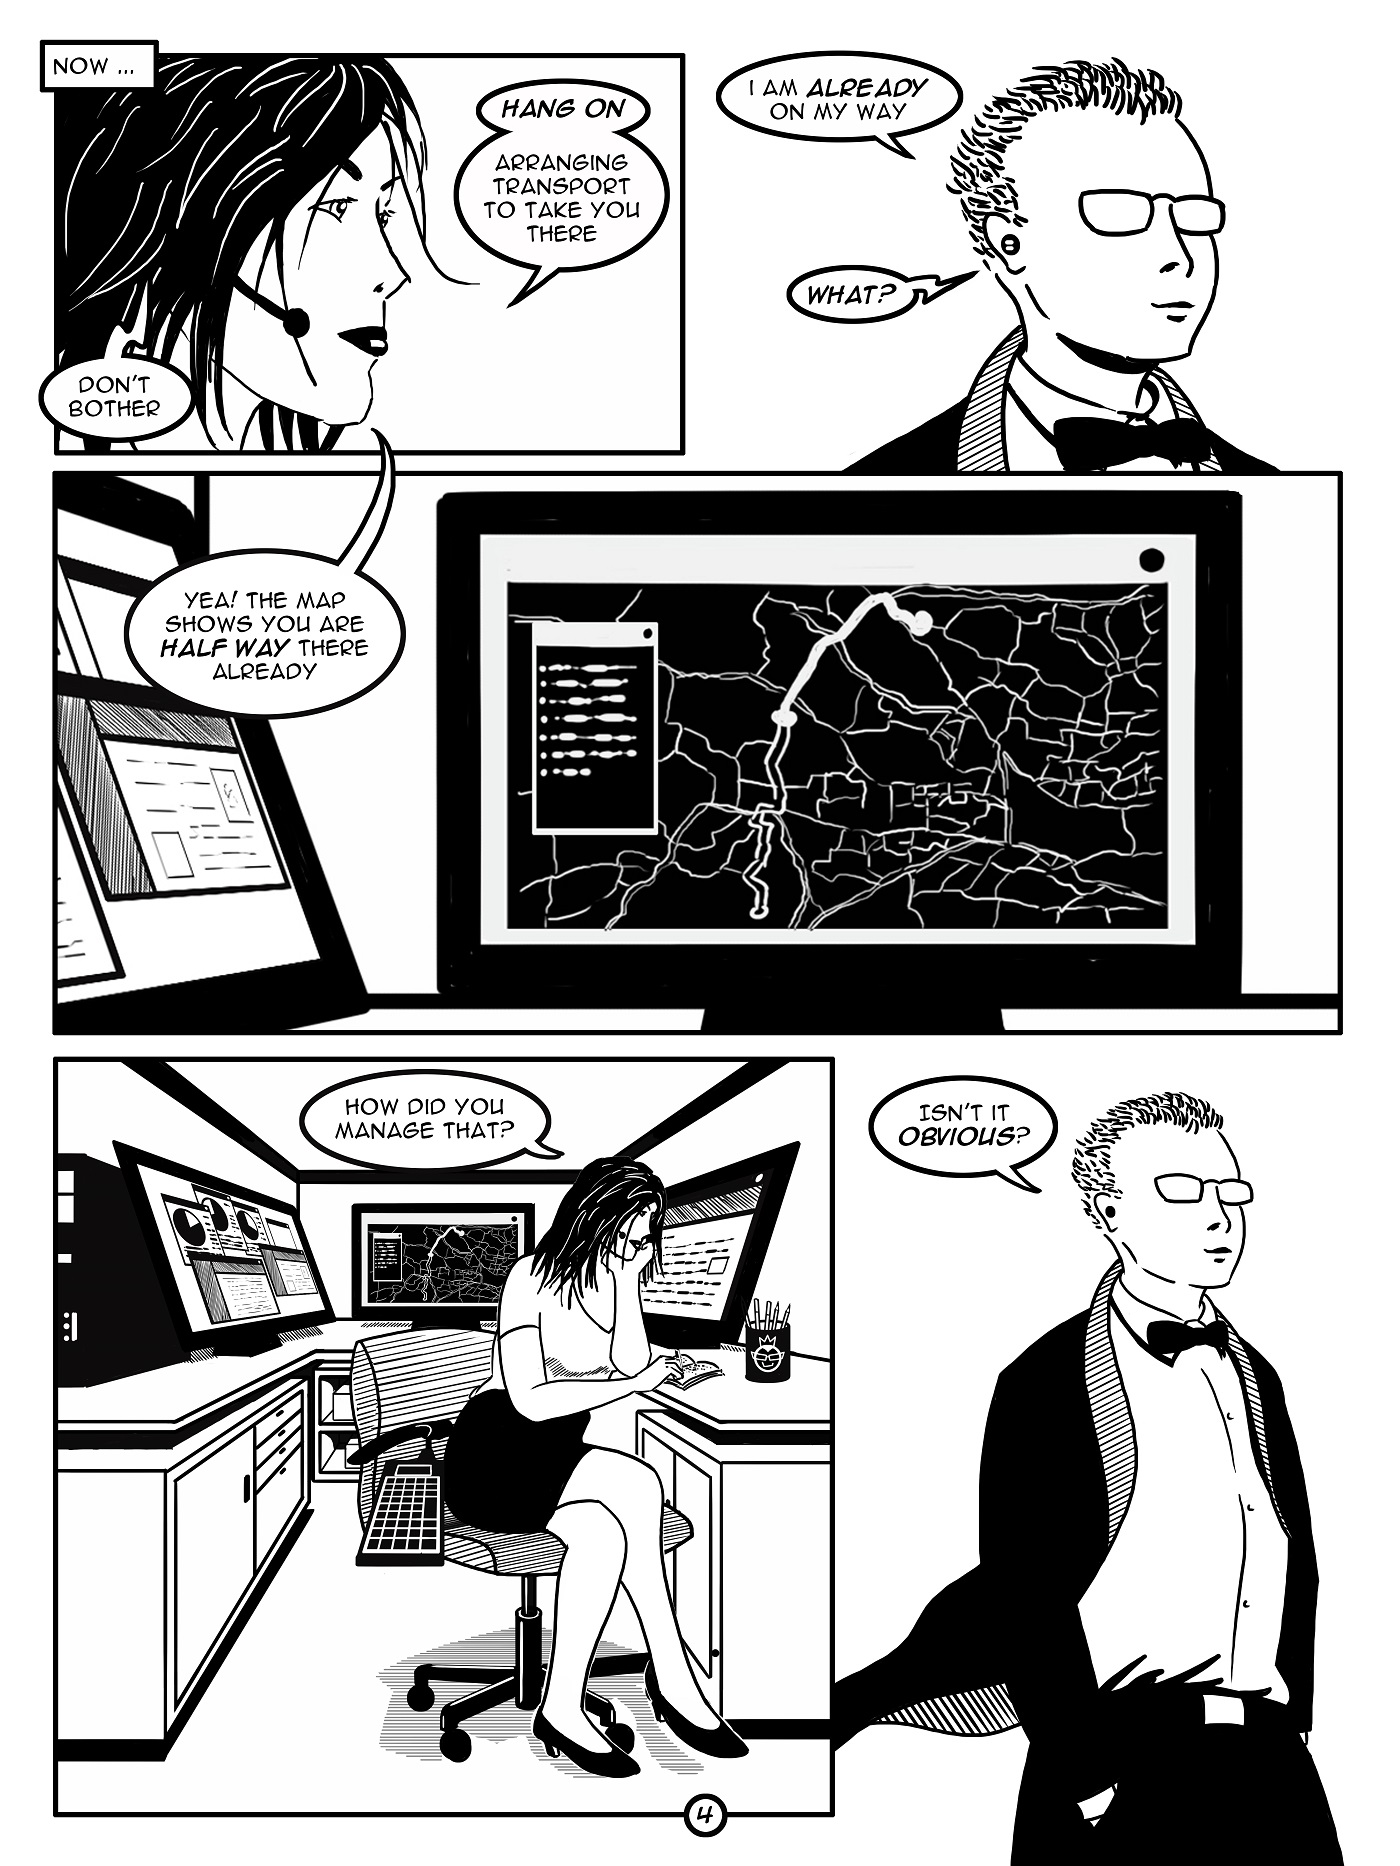 NOW ...
HANG ON
ARRANGING
TRANSPORT
TO TAKE YOU
THERE
DON'T
BOTHER
I AM ALREADY
ON MY WAY
WHAT?
YEA! THE MAP
SHOWS YOU ARE
HALF WAY THERE
ALREADY
HOW DID YOU
MANAGE THAT?
ISN'T IT
OBVIOUS?
4